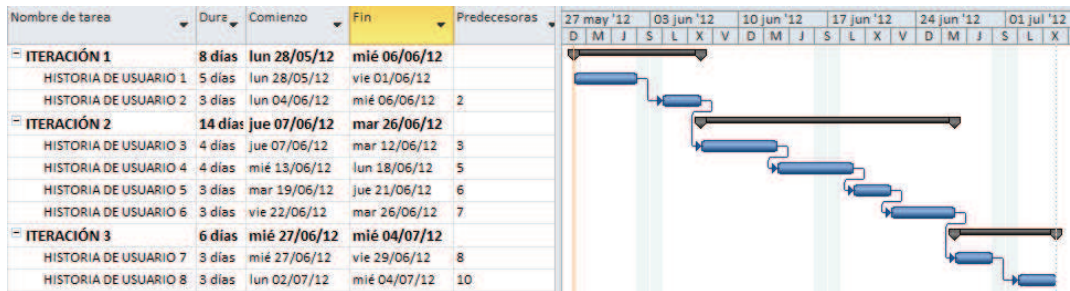 Nombre de tarea Dura Comienzo Fin Predecesoras 27 may '12 03 jun '12 10 jun '12 17 jun '12 24 jun '12 01 jul '12
D M J S L X V D M J S L X V D M J S L X
ITERACIÓN 1 8 días lun 28/05/12 mié 06/06/12
HISTORIA DE USUARIO 1 5 días lun 28/05/12 vie 01/06/12
HISTORIA DE USUARIO 2 3 días lun 04/06/12 mié 06/06/12 2
ITERACIÓN 2 14 días jue 07/06/12 mar 26/06/12
HISTORIA DE USUARIO 3 4 días jue 07/06/12 mar 12/06/12 3
HISTORIA DE USUARIO 4 4 días mié 13/06/12 lun 18/06/12 5
HISTORIA DE USUARIO 5 3 días mar 19/06/12 jue 21/06/12 6
HISTORIA DE USUARIO 6 3 días vie 22/06/12 mar 26/06/12 7
ITERACIÓN 3 6 días mié 27/06/12 mié 04/07/12
HISTORIA DE USUARIO 7 3 días mié 27/06/12 vie 29/06/12 8
HISTORIA DE USUARIO 8 3 días lun 02/07/12 mié 04/07/12 10